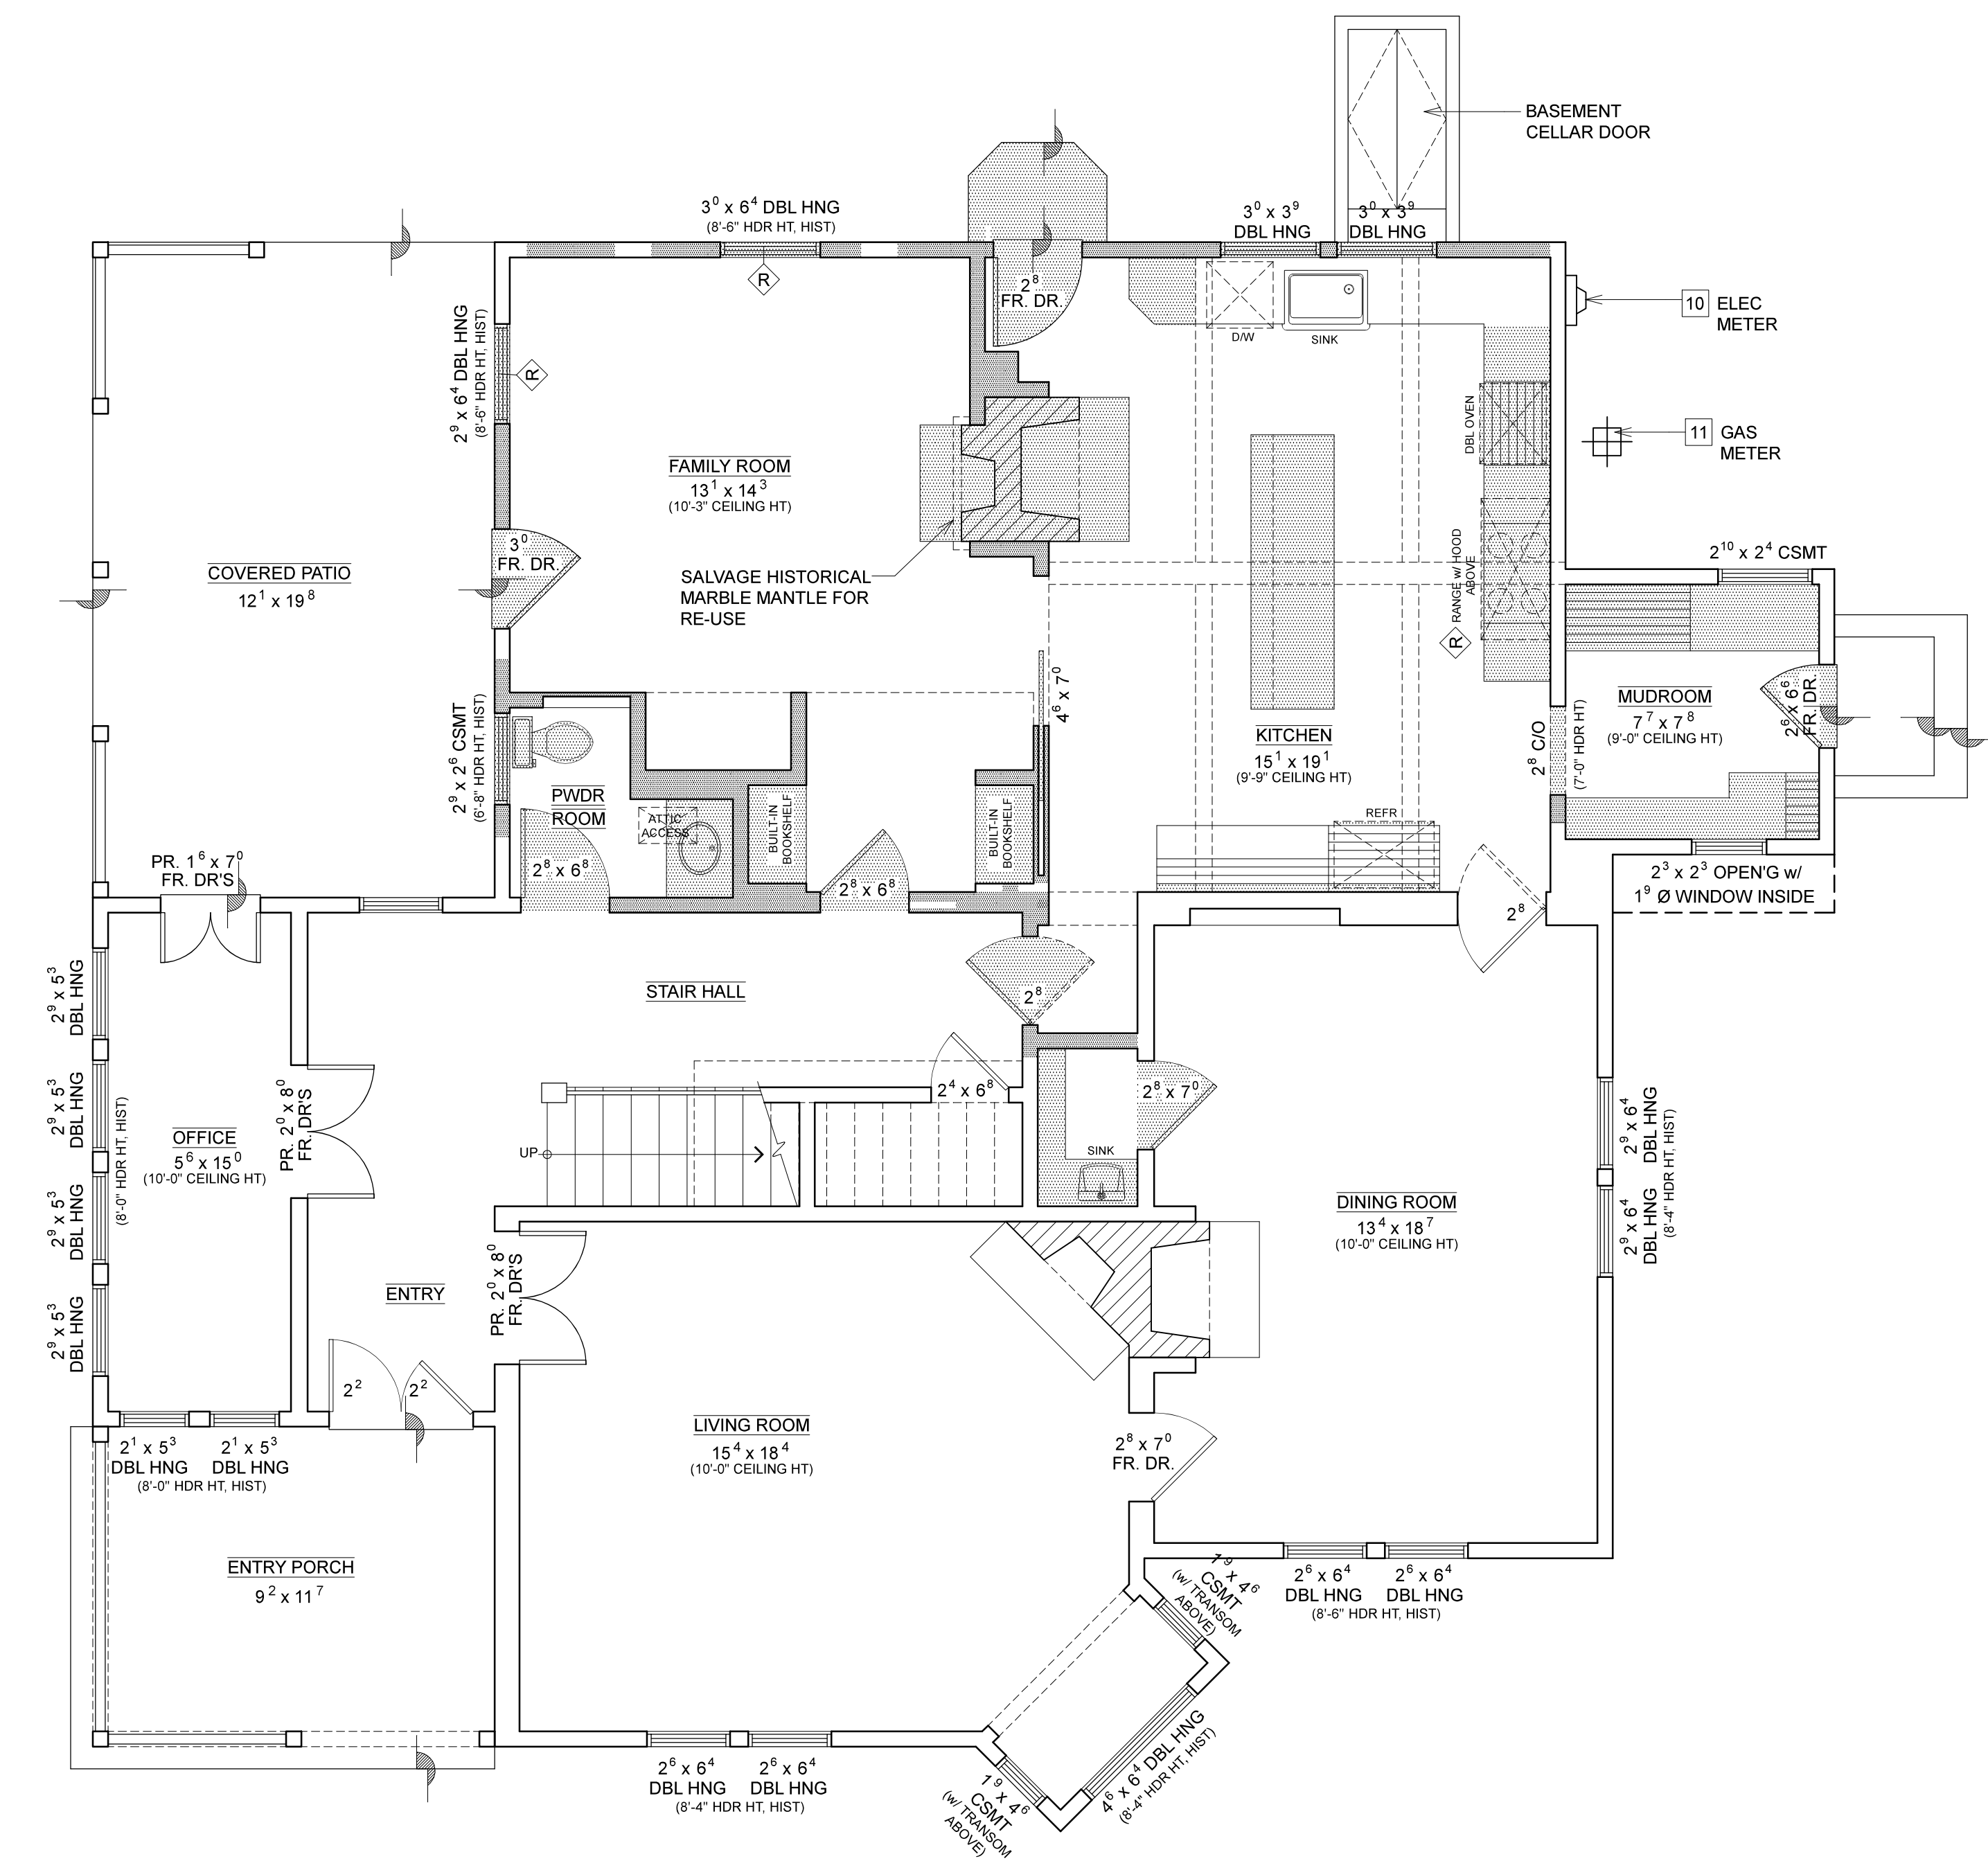 BASEMENT
CELLAR DOOR
3⁰ x 6⁴ DBL HNG
(8'-6" HDR HT, HIST)
3⁰ x 3⁹
DBL HNG
3⁰ x 3⁹
DBL HNG
R
2⁸
FR. DR.
10 ELEC
METER
D/W
SINK
2⁹ x 6⁴ DBL HNG
(8'-6" HDR HT, HIST)
R
DBL OVEN
11 GAS
METER
FAMILY ROOM
13¹ x 14³
(10'-3" CEILING HT)
3⁰
FR. DR.
COVERED PATIO
12¹ x 19⁸
SALVAGE HISTORICAL
MARBLE MANTLE FOR
RE-USE
RANGE w/ HOOD
ABOVE
R
2¹⁰ x 2⁴ CSMT
4⁶ x 7⁰
MUDROOM
7⁷ x 7⁸
(9'-0" CEILING HT)
2⁶ x 6⁶
FR. DR.
KITCHEN
15¹ x 19¹
(9'-9" CEILING HT)
2⁸ C/O
(7'-0" HDR HT)
2⁹ x 2⁶ CSMT
(6'-8" HDR HT, HIST)
PWDR
ROOM
ATTIC
ACCESS
BUILT-IN
BOOKSHELF
BUILT-IN
BOOKSHELF
REFR
PR. 1⁶ x 7⁰
FR. DR'S
2⁸ x 6⁸
2⁸ x 6⁸
2³ x 2³ OPEN'G w/
1⁹ Ø WINDOW INSIDE
2⁸
2⁹ x 5³
DBL HNG
STAIR HALL
2⁸
2⁹ x 5³
DBL HNG
PR. 2⁰ x 8⁰
FR. DR'S
2⁴ x 6⁸
2⁸ x 7⁰
2⁹ x 6⁴
DBL HNG
(8'-0" HDR HT, HIST)
OFFICE
5⁶ x 15⁰
(10'-0" CEILING HT)
UP
SINK
2⁹ x 5³
DBL HNG
DINING ROOM
13⁴ x 18⁷
(10'-0" CEILING HT)
2⁹ x 6⁴
DBL HNG
(8'-4" HDR HT, HIST)
ENTRY
PR. 2⁰ x 8⁰
FR. DR'S
2⁹ x 5³
DBL HNG
2²
2²
LIVING ROOM
15⁴ x 18⁴
(10'-0" CEILING HT)
2⁸ x 7⁰
FR. DR.
2¹ x 5³
DBL HNG
2¹ x 5³
DBL HNG
(8'-0" HDR HT, HIST)
ENTRY PORCH
9² x 11⁷
1⁹ x 4⁶
CSMT
(w/ TRANSOM
ABOVE)
2⁶ x 6⁴
DBL HNG
2⁶ x 6⁴
DBL HNG
(8'-6" HDR HT, HIST)
2⁶ x 6⁴
DBL HNG
2⁶ x 6⁴
DBL HNG
(8'-4" HDR HT, HIST)
1⁹ x 4⁶
CSMT
(w/ TRANSOM
ABOVE)
4⁶ x 6⁴ DBL HNG
(8'-4" HDR HT, HIST)